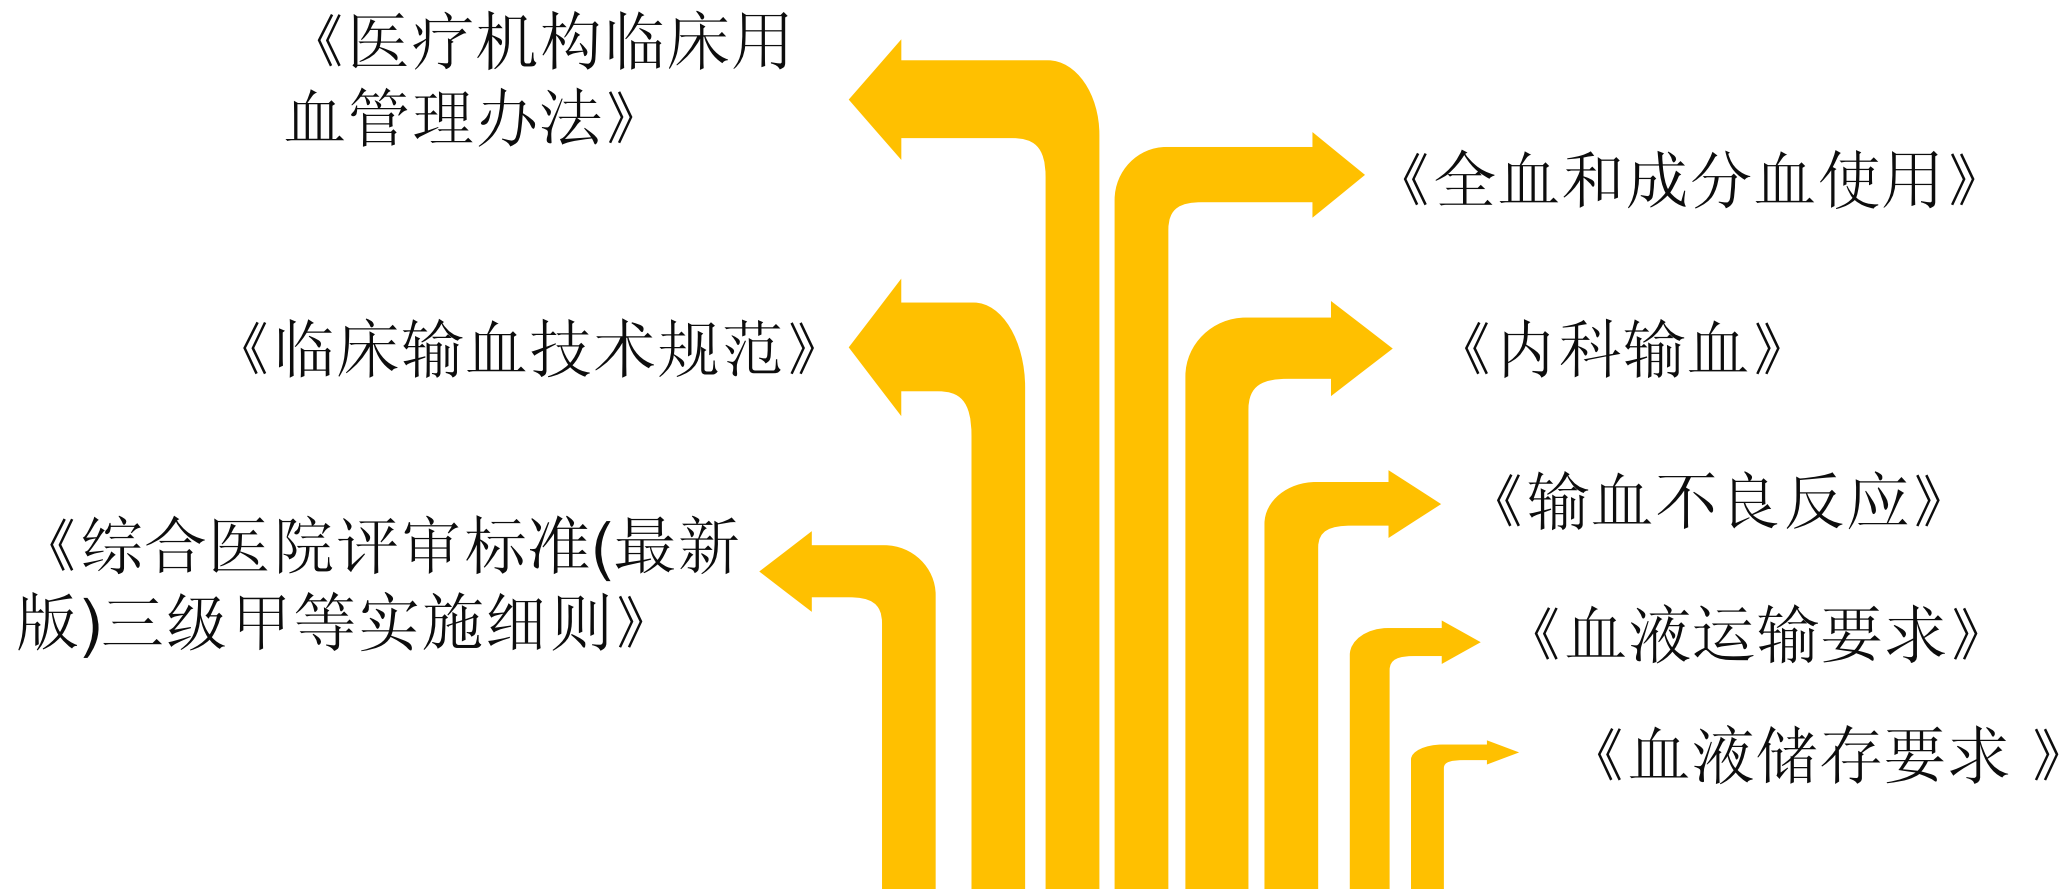 《医疗机构临床用
血管理办法》
《临床输血技术规范》
《综合医院评审标准(最新
版)三级甲等实施细则》
《全血和成分血使用》
《内科输血》
《输血不良反应》
《血液运输要求》
《血液储存要求 》